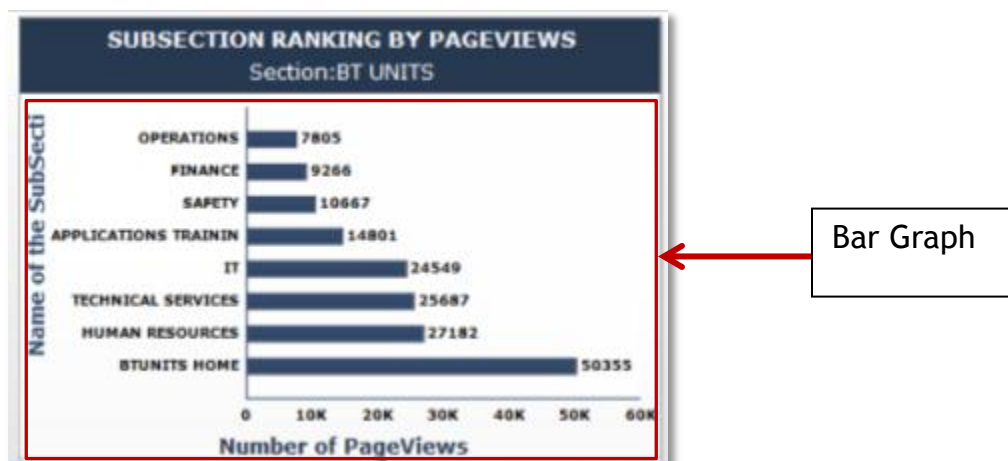 SUBSECTION RANKING BY PAGEVIEWS
Section:BT UNITS
Name of the SubSecti
OPERATIONS 7805
FINANCE 9266
SAFETY 10667
APPLICATIONS TRAININ 14801
IT 24549
TECHNICAL SERVICES 25687
HUMAN RESOURCES 27182
BTUNITS HOME 50355
0 10K 20K 30K 40K 50K 60K
Number of PageViews
Bar Graph